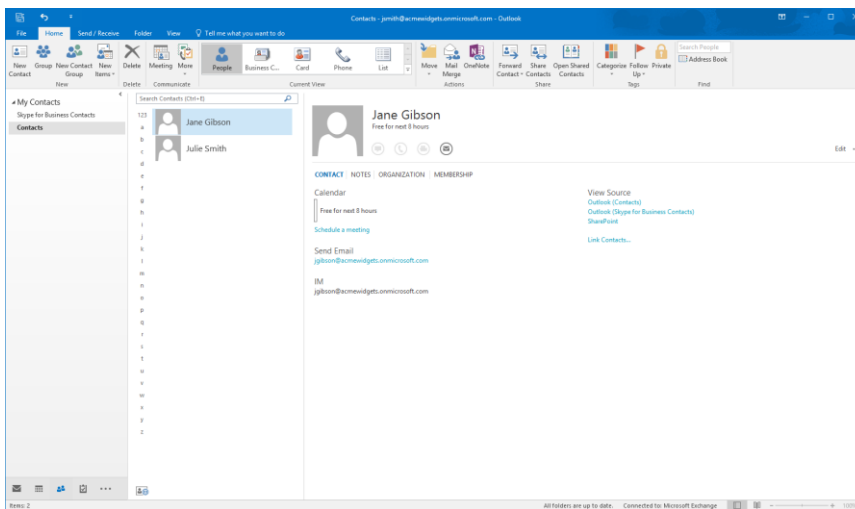 Contacts - jsmith@acmewidgets.onmicrosoft.com - Outlook
File Home Send / Receive Folder View Tell me what you want to do
New Contact
Group
New Contact Group
New Items
Delete
Meeting
More
People
Business C...
Card
Phone
List
Move
Mail Merge
OneNote
Forward Contact
Share Contacts
Open Shared Contacts
Categorize
Follow Up
Private
Search People
Address Book
New Delete Communicate Current View Actions Share Tags Find
My Contacts
Skype for Business Contacts
Contacts
Search Contacts (Ctrl+E)
123
a
b
c
d
e
f
g
h
i
j
k
l
m
n
o
p
q
r
s
t
u
v
w
x
y
z
Jane Gibson
Julie Smith
Jane Gibson
Free for next 8 hours
Edit
CONTACT NOTES ORGANIZATION MEMBERSHIP
Calendar
Free for next 8 hours
Schedule a meeting
Send Email
jgibson@acmewidgets.onmicrosoft.com
IM
jgibson@acmewidgets.onmicrosoft.com
View Source
Outlook (Contacts)
Outlook (Skype for Business Contacts)
SharePoint
Link Contacts...
Items: 2
All folders are up to date. Connected to: Microsoft Exchange